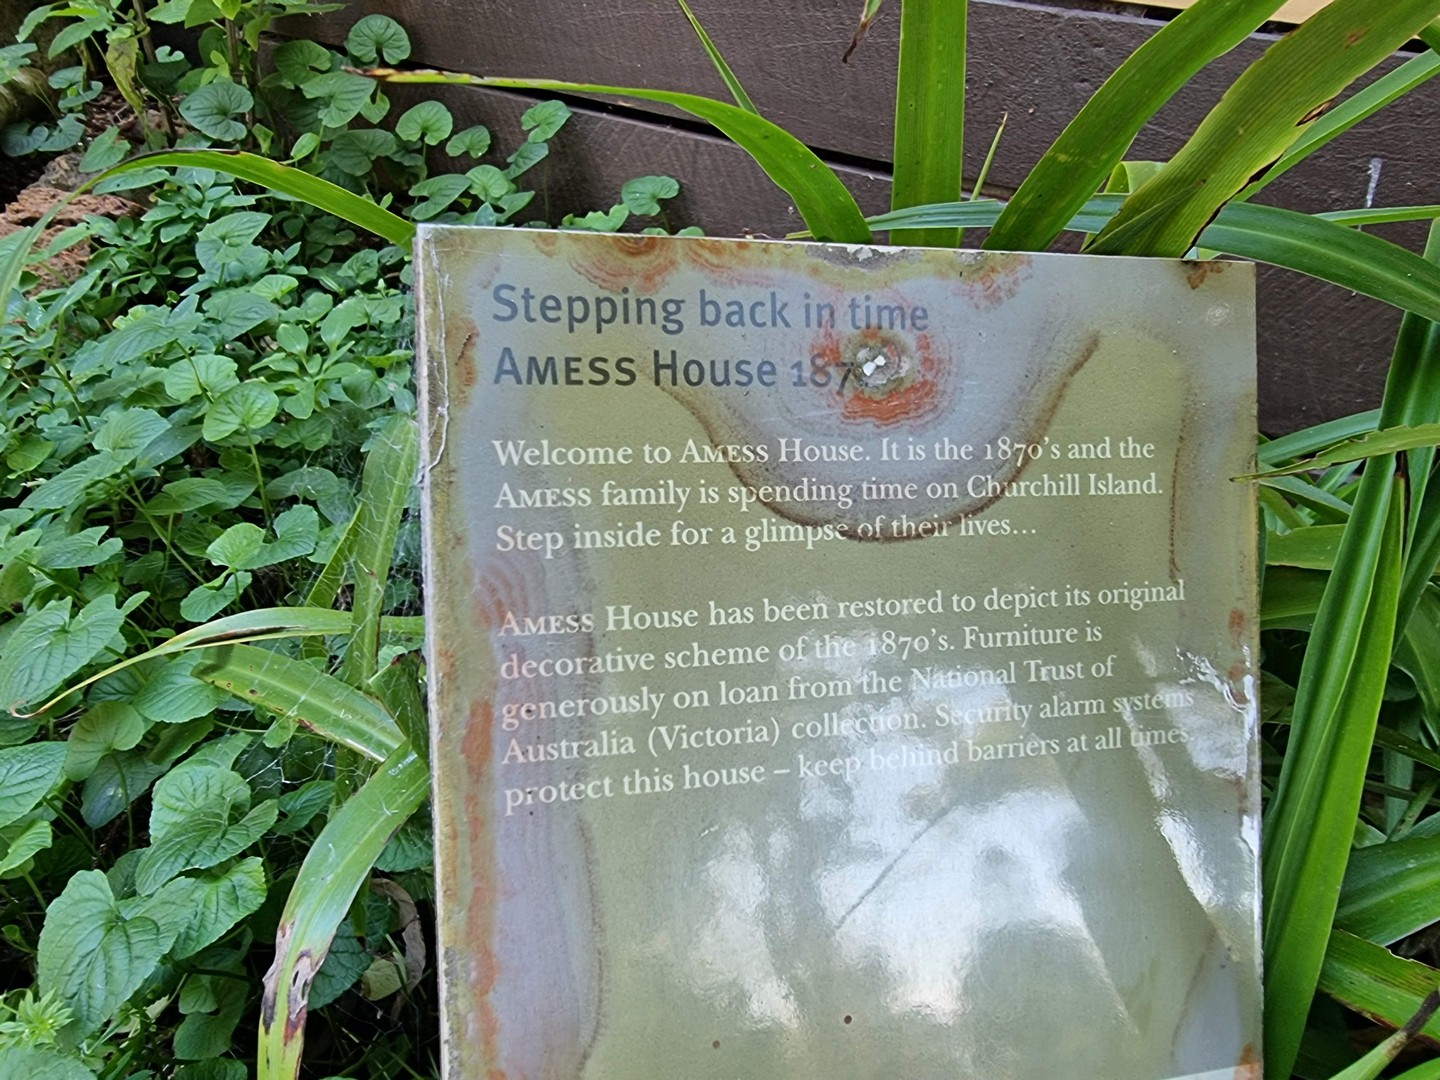 Stepping back in time
AMESS House 187
Welcome to AMESS House. It is the 1870's and the
AMESS family is spending time on Churchill Island.
Step inside for a glimpse of their lives...
AMESS House has been restored to depict its original
decorative scheme of the 1870's. Furniture is
generously on loan from the National Trust of
Australia (Victoria) collection. Security alarm systems
protect this house – keep behind barriers at all times.